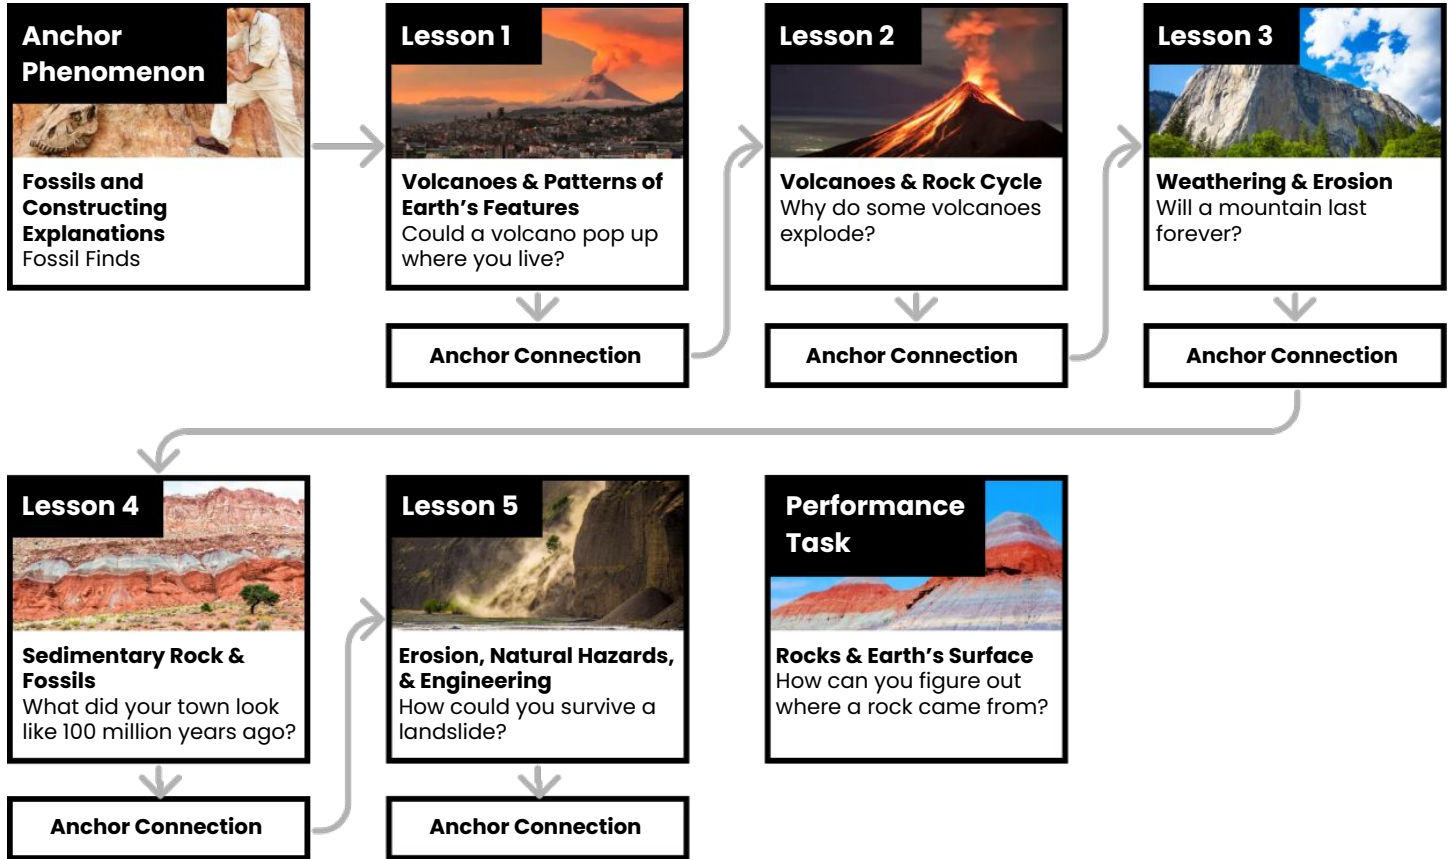 Anchor
Phenomenon
Fossils and
Constructing
Explanations
Fossil Finds
Lesson 1
Volcanoes & Patterns of
Earth’s Features
Could a volcano pop up
where you live?
Anchor Connection
Lesson 2
Volcanoes & Rock Cycle
Why do some volcanoes
explode?
Anchor Connection
Lesson 3
Weathering & Erosion
Will a mountain last
forever?
Anchor Connection
Lesson 4
Sedimentary Rock &
Fossils
What did your town look
like 100 million years ago?
Anchor Connection
Lesson 5
Erosion, Natural Hazards,
& Engineering
How could you survive a
landslide?
Anchor Connection
Performance
Task
Rocks & Earth’s Surface
How can you figure out
where a rock came from?